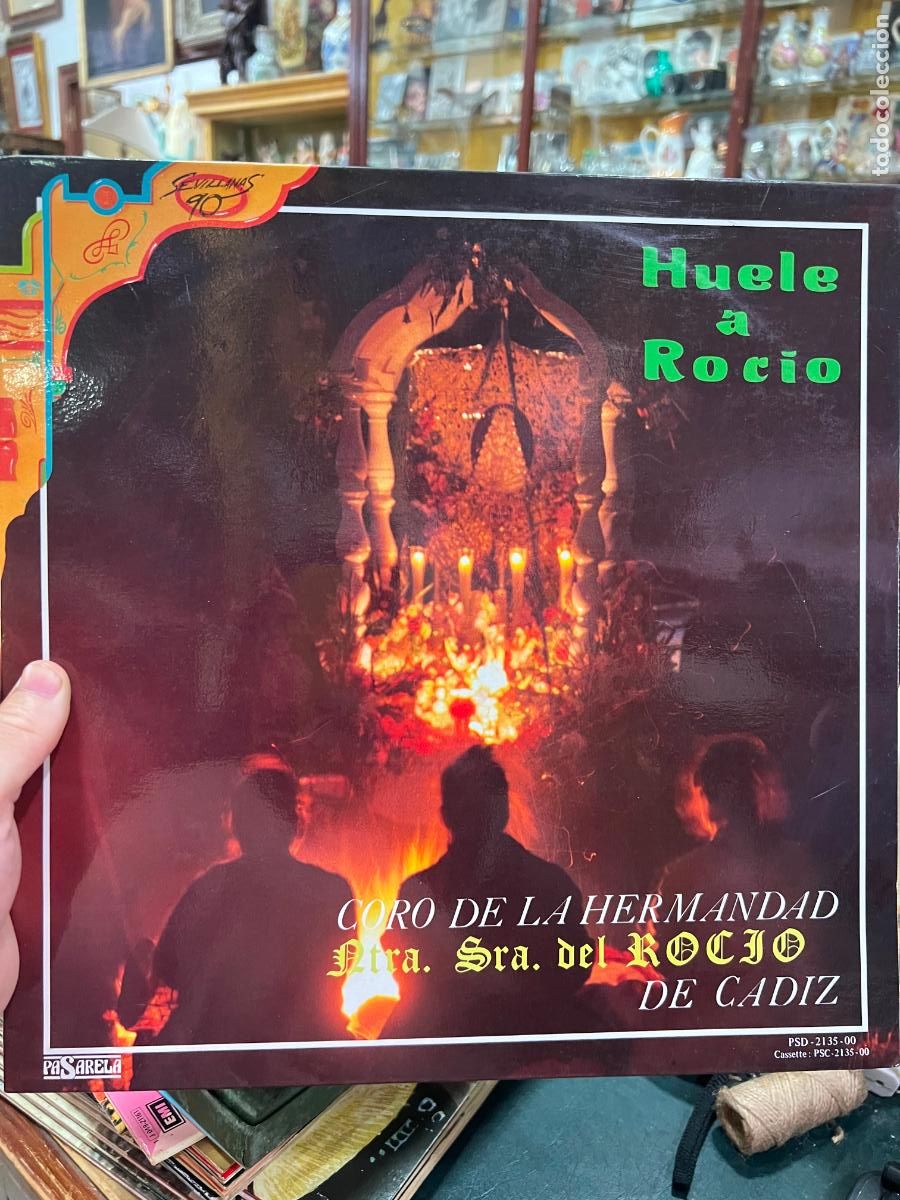 todocoleccion
SEVILLANAS
90
Huele
a
Rocio
CORO DE LA HERMANDAD
Ntra. Sra. del ROCIO
DE CADIZ
PSD-2135-00
Cassette: PSC-2135-00
PASARELA
EMI